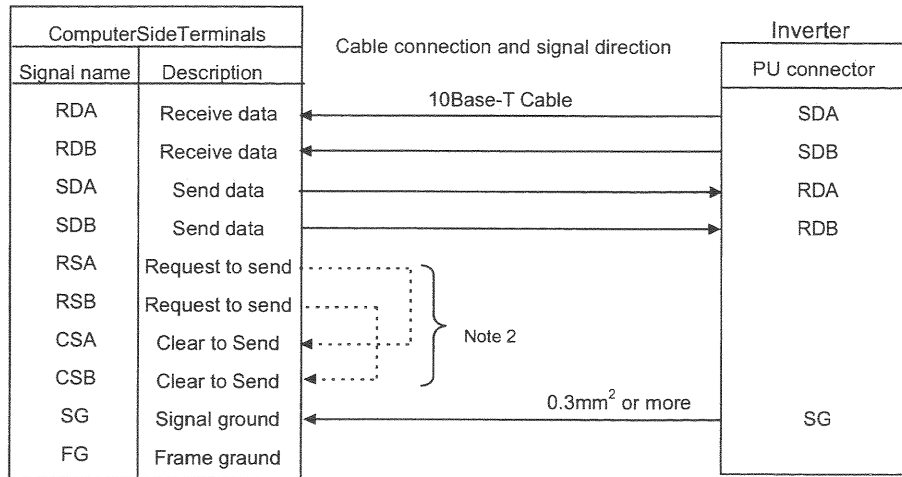 ComputerSideTerminals
Cable connection and signal direction
Inverter
Signal name Description
PU connector
RDA Receive data 10Base-T Cable SDA
RDB Receive data SDB
SDA Send data RDA
SDB Send data RDB
RSA Request to send
RSB Request to send
Note 2
CSA Clear to Send
CSB Clear to Send
SG Signal ground 0.3mm² or more SG
FG Frame graund